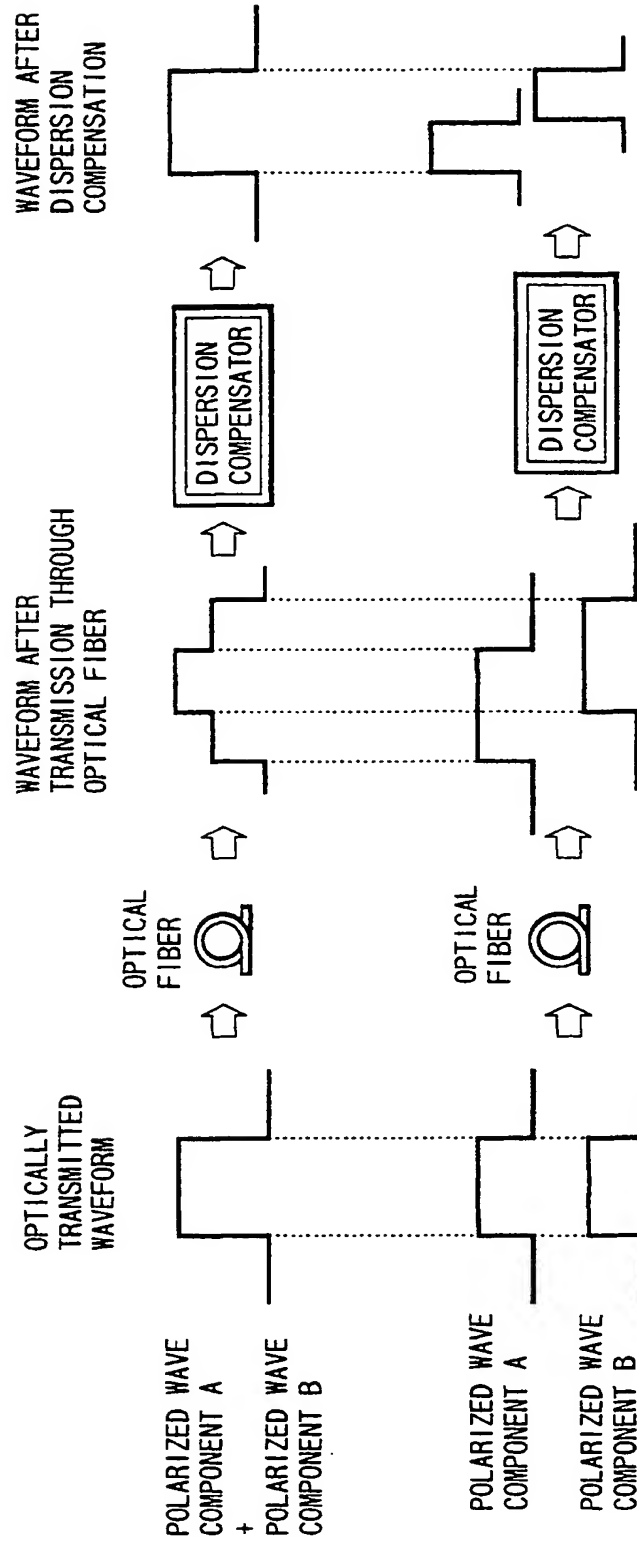 OPTICALLY
TRANSMITTED
WAVEFORM
WAVEFORM AFTER
TRANSMISSION THROUGH
OPTICAL FIBER
WAVEFORM AFTER
DISPERSION
COMPENSATION
POLARIZED WAVE
COMPONENT A
+
POLARIZED WAVE
COMPONENT B
OPTICAL
FIBER
DISPERSION
COMPENSATOR
POLARIZED WAVE
COMPONENT A
POLARIZED WAVE
COMPONENT B
OPTICAL
FIBER
DISPERSION
COMPENSATOR